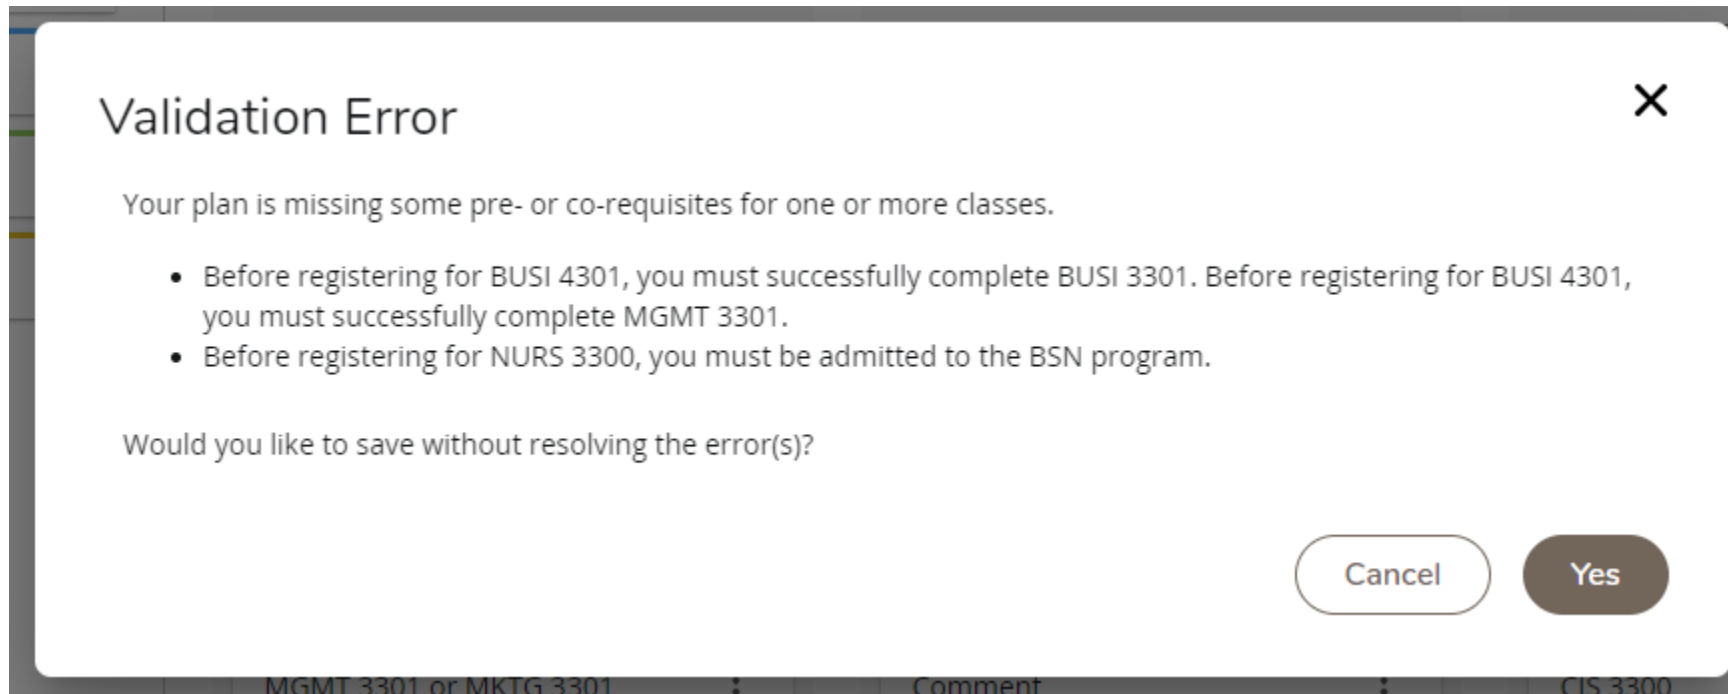 Validation Error
Your plan is missing some pre- or co-requisites for one or more classes.
Before registering for BUSI 4301, you must successfully complete BUSI 3301. Before registering for BUSI 4301,
you must successfully complete MGMT 3301.
Before registering for NURS 3300, you must be admitted to the BSN program.
Would you like to save without resolving the error(s)?
Cancel Yes
MGMT 3301 or MKTG 3301 Comment CIS 3300